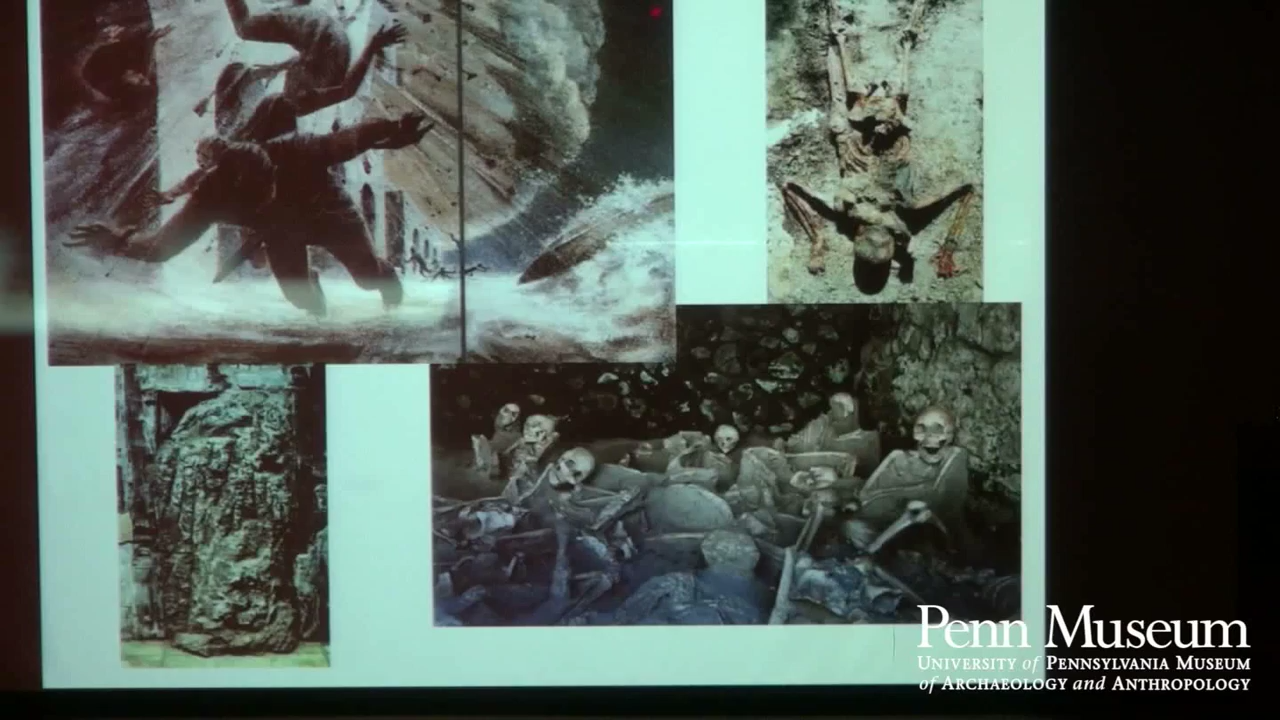 Penn Museum
UNIVERSITY of PENNSYLVANIA MUSEUM
of ARCHAEOLOGY and ANTHROPOLOGY